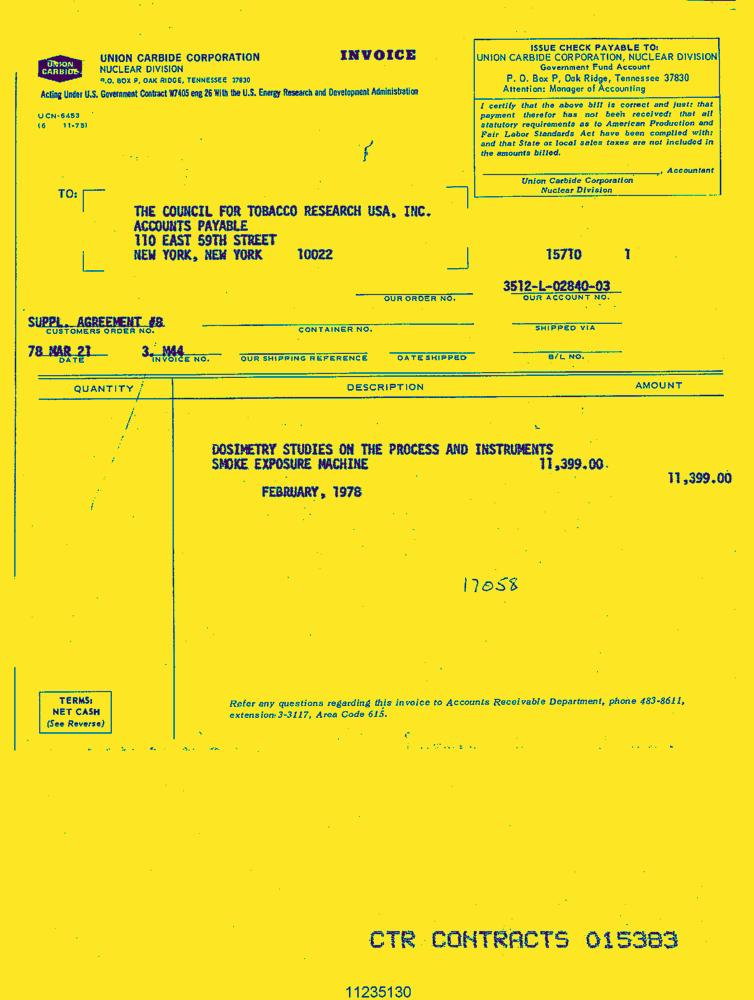 UNION CARBIDE
UNION CARBIDE CORPORATION
NUCLEAR DIVISION
P.O. BOX P, OAK RIDGE, TENNESSEE 37830
INVOICE
Acting Under U.S. Government Contract W7405 eng 26 With the U.S. Energy Research and Development Administration
UCN-6453
(6 11-75)
ISSUE CHECK PAYABLE TO:
UNION CARBIDE CORPORATION, NUCLEAR DIVISION
Government Fund Account
P. O. Box P, Oak Ridge, Tennessee 37830
Attention: Manager of Accounting
I certify that the above bill is correct and just; that
payment therefor has not been received; that all
statutory requirements as to American Production and
Fair Labor Standards Act have been complied with;
and that State or local sales taxes are not included in
the amounts billed.
, Accountant
Union Carbide Corporation
Nuclear Division
TO:
THE COUNCIL FOR TOBACCO RESEARCH USA, INC.
ACCOUNTS PAYABLE
110 EAST 59TH STREET
NEW YORK, NEW YORK 10022
15710 1
3512-L-02840-03
OUR ORDER NO. OUR ACCOUNT NO.
SUPPL. AGREEMENT #8
CUSTOMERS ORDER NO. CONTAINER NO. SHIPPED VIA
78 MAR 21 3. M44
DATE INVOICE NO. OUR SHIPPING REFERENCE DATE SHIPPED B/L NO.
QUANTITY DESCRIPTION AMOUNT
DOSIMETRY STUDIES ON THE PROCESS AND INSTRUMENTS
SMOKE EXPOSURE MACHINE 11,399.00
11,399.00
FEBRUARY, 1978
17058
TERMS:
NET CASH
(See Reverse)
Refer any questions regarding this invoice to Accounts Receivable Department, phone 483-8611,
extension 3-3117, Area Code 615.
CTR CONTRACTS 015383
11235130